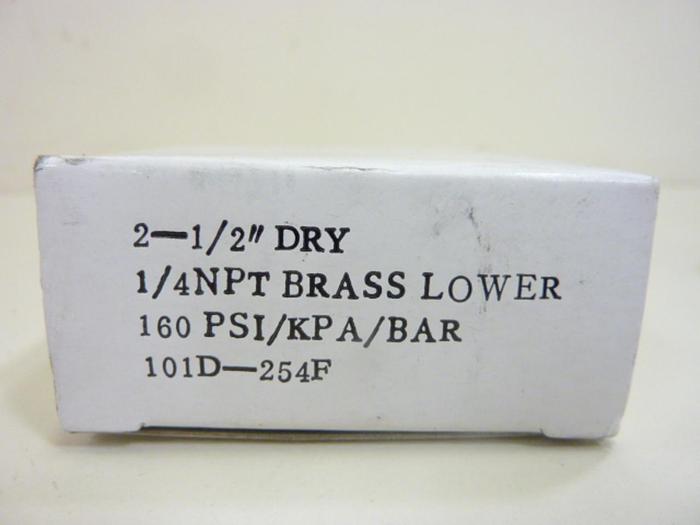 2—1/2" DRY
1/4NPT BRASS LOWER
160 PSI/KPA/BAR
101D—254F